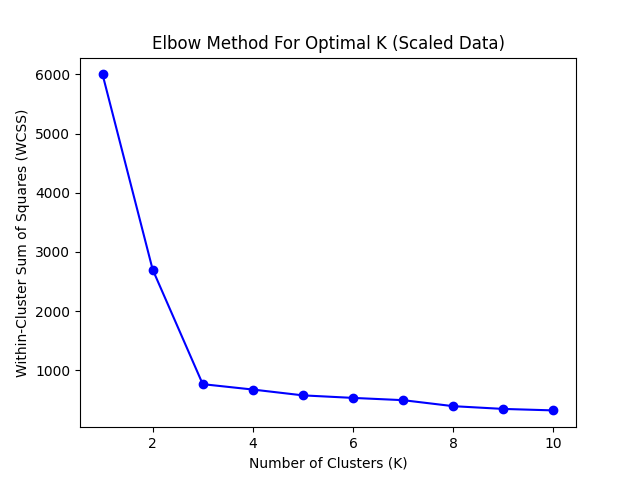 Elbow Method For Optimal K (Scaled Data)
Within-Cluster Sum of Squares (WCSS)
6000
5000
4000
3000
2000
1000
2 4 6 8 10
Number of Clusters (K)